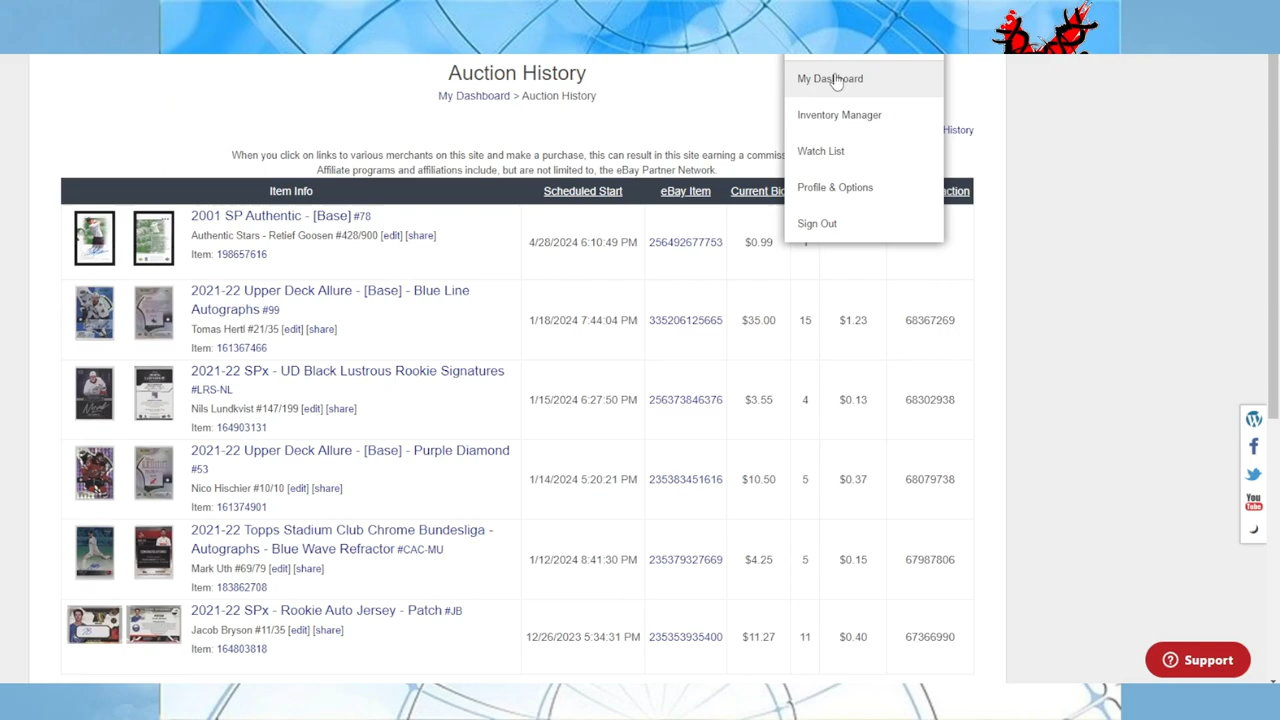 Auction History
My Dashboard > Auction History
My Dashboard
Inventory Manager
Watch List
Profile & Options
Sign Out
History
When you click on links to various merchants on this site and make a purchase, this can result in this site earning a
Affiliate programs and affiliations include, but are not limited to, the eBay Partner Network.
Item Info Scheduled Start eBay Item Current
2001 SP Authentic - [Base] #78
Authentic Stars - Retief Goosen #428/900 [edit] [share]
Item: 198657616
4/28/2024 6:10:49 PM 256492677753 $0.99
2021-22 Upper Deck Allure - [Base] - Blue Line
Autographs #99
Tomas Hertl #21/35 [edit] [share]
Item: 161367466
1/18/2024 7:44:04 PM 335206125665 $35.00 15 $1.23 68367269
2021-22 SPx - UD Black Lustrous Rookie Signatures
#LRS-NL
Nils Lundkvist #147/199 [edit] [share]
Item: 164903131
1/15/2024 6:27:50 PM 256373846376 $3.55 4 $0.13 68302938
2021-22 Upper Deck Allure - [Base] - Purple Diamond
#53
Nico Hischier #10/10 [edit] [share]
Item: 161374901
1/14/2024 5:20:21 PM 235383451616 $10.50 5 $0.37 68079738
2021-22 Topps Stadium Club Chrome Bundesliga -
Autographs - Blue Wave Refractor #CAC-MU
Mark Uth #69/79 [edit] [share]
Item: 183862708
1/12/2024 8:41:30 PM 235379327669 $4.25 5 $0.15 67987806
2021-22 SPx - Rookie Auto Jersey - Patch #JB
Jacob Bryson #11/35 [edit] [share]
Item: 164803818
12/26/2023 5:34:31 PM 235353935400 $11.27 11 $0.40 67366990
You
Tube
Support